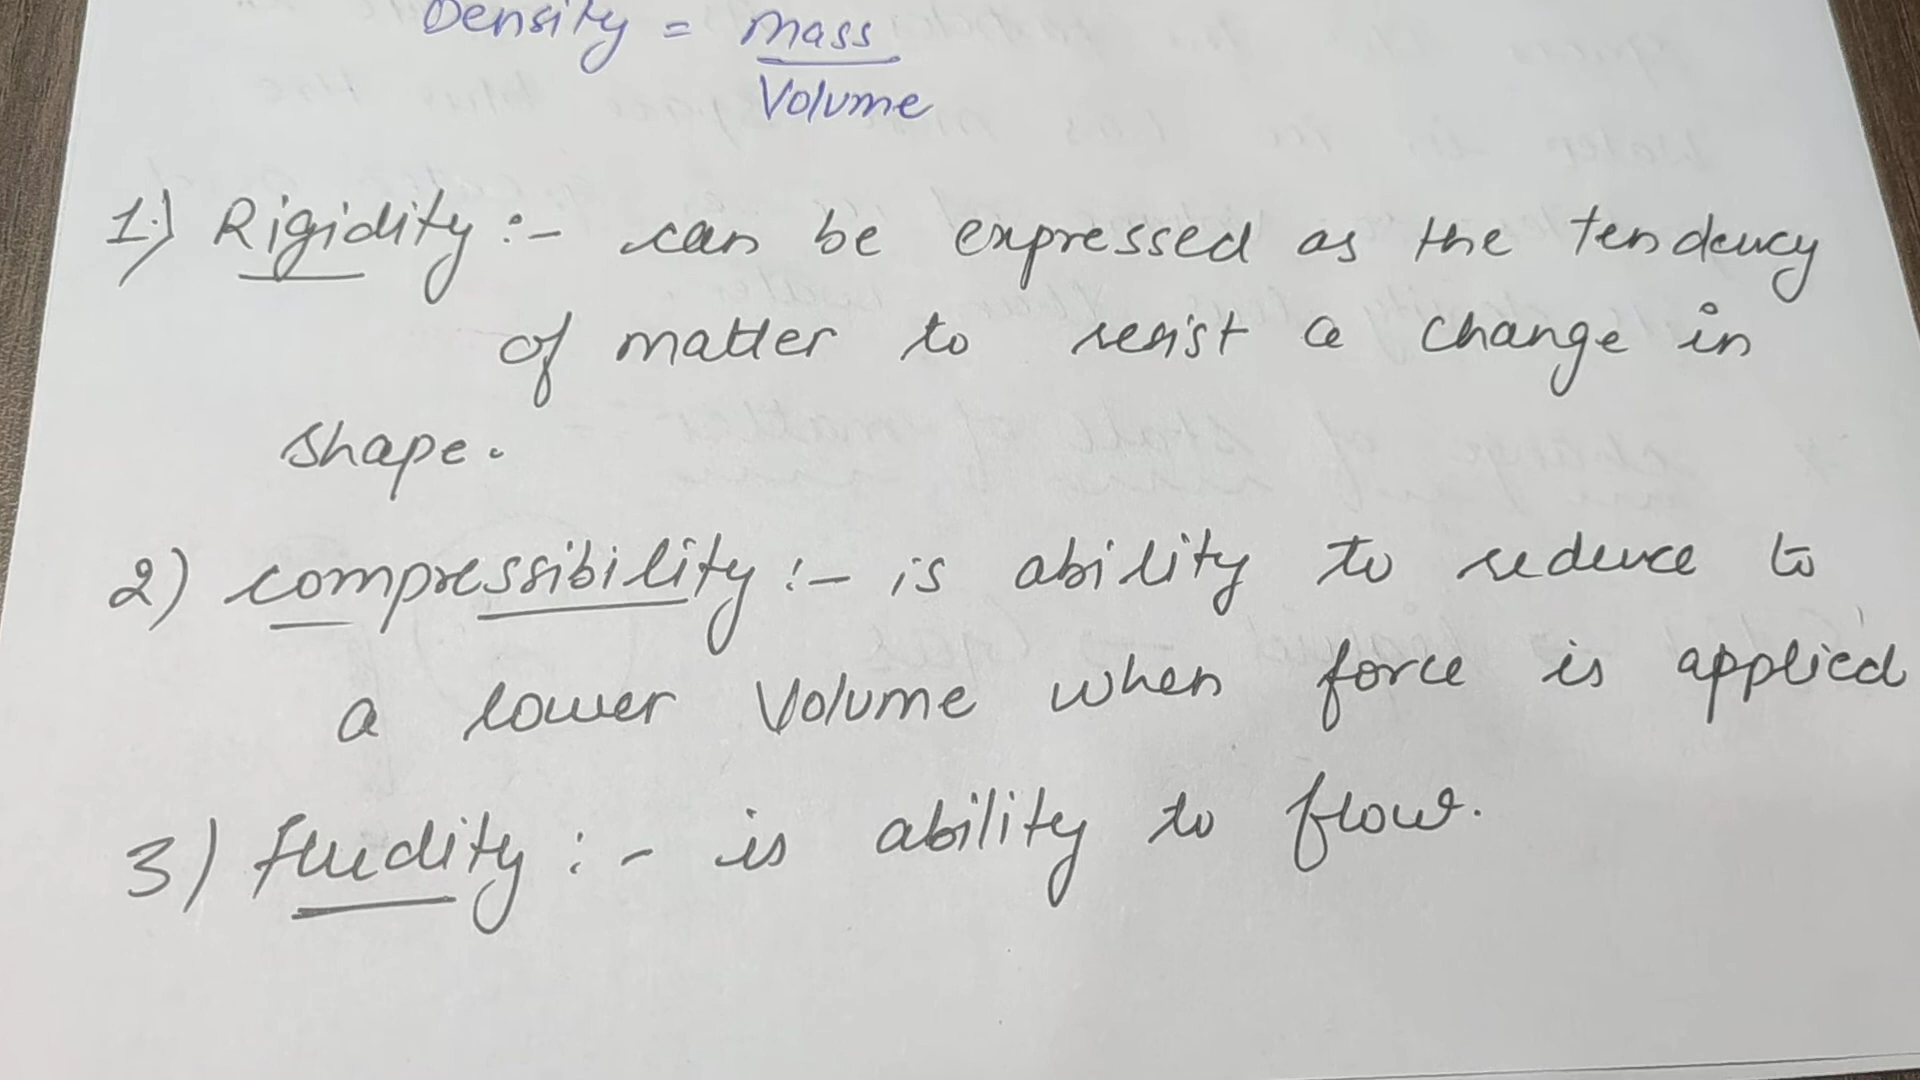 Density = Mass
Volume
1.) Rigidity :- can be expressed as the tendency
of matter to resist a change in
shape.
2) compressibility :- is ability to reduce to
a lower volume when force is applied
3) fluidity :- is ability to flow.